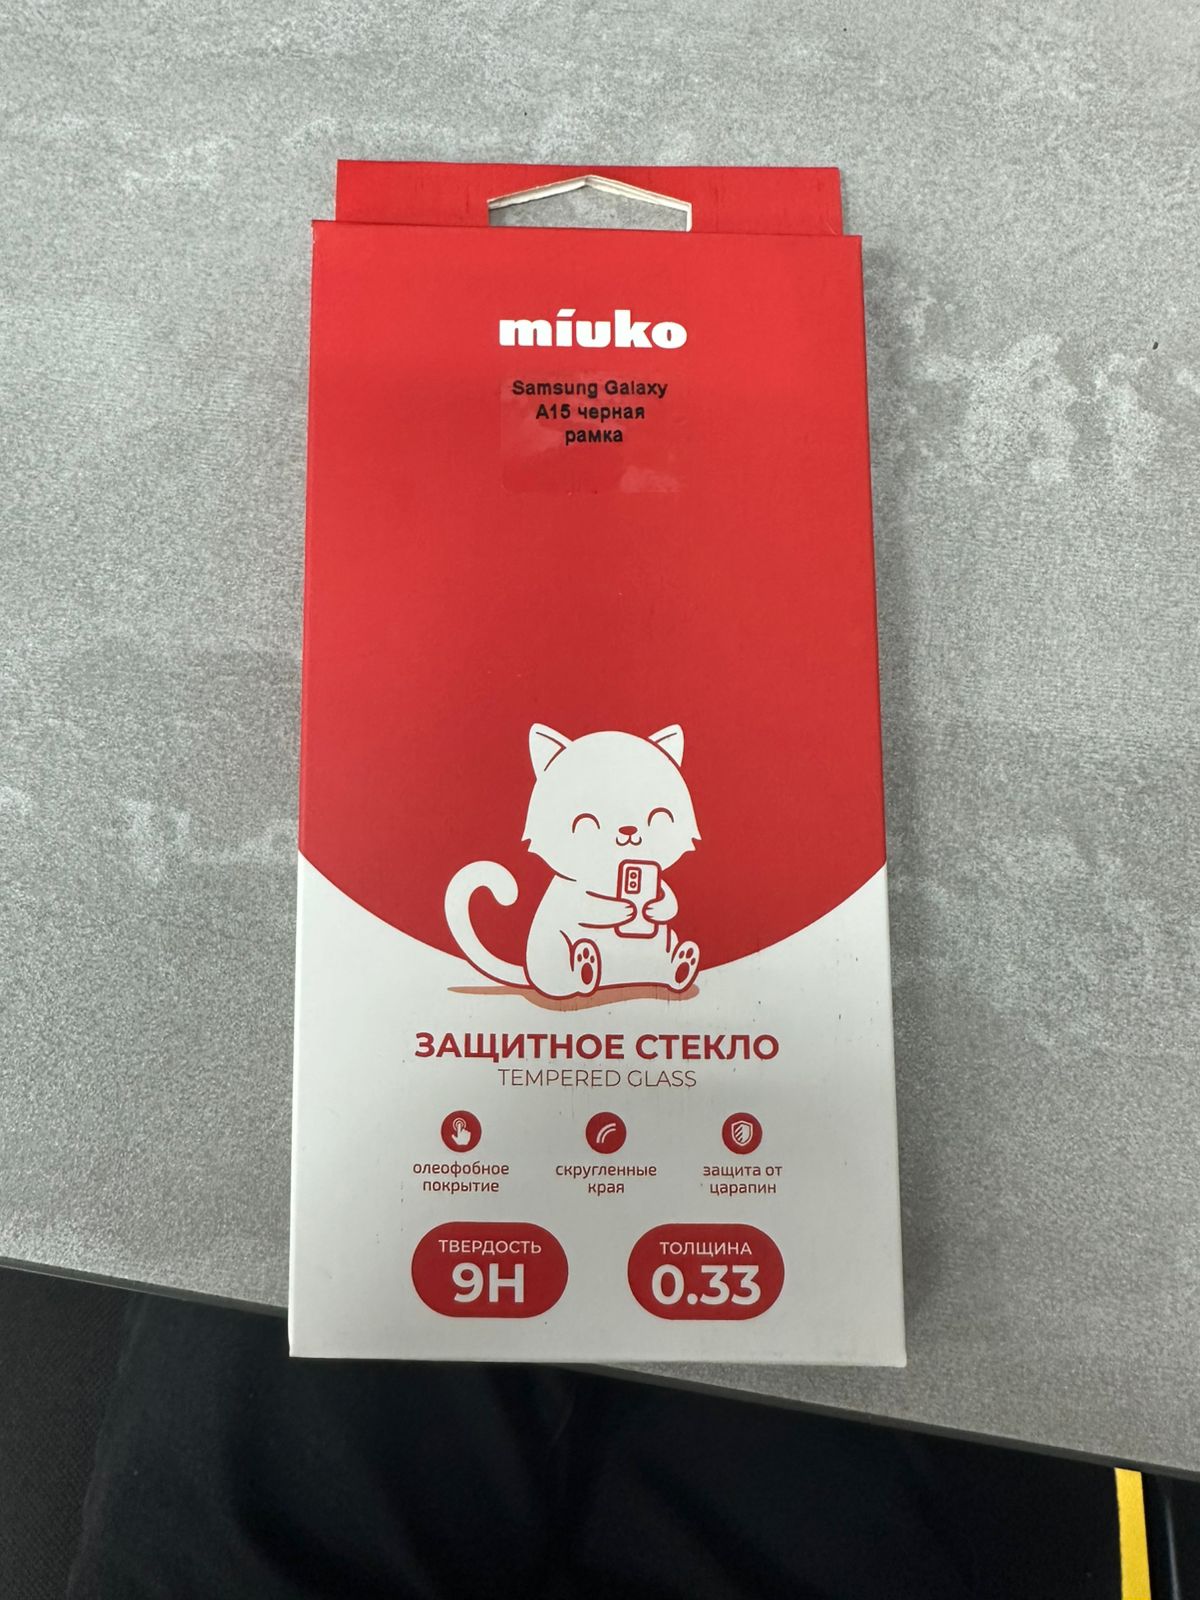 míuko
Samsung Galaxy
A15 черная
рамка
ЗАЩИТНОЕ СТЕКЛО
TEMPERED GLASS
олеофобное
покрытие
скругленные
края
защита от
царапин
ТВЕРДОСТЬ
9H
ТОЛЩИНА
0.33